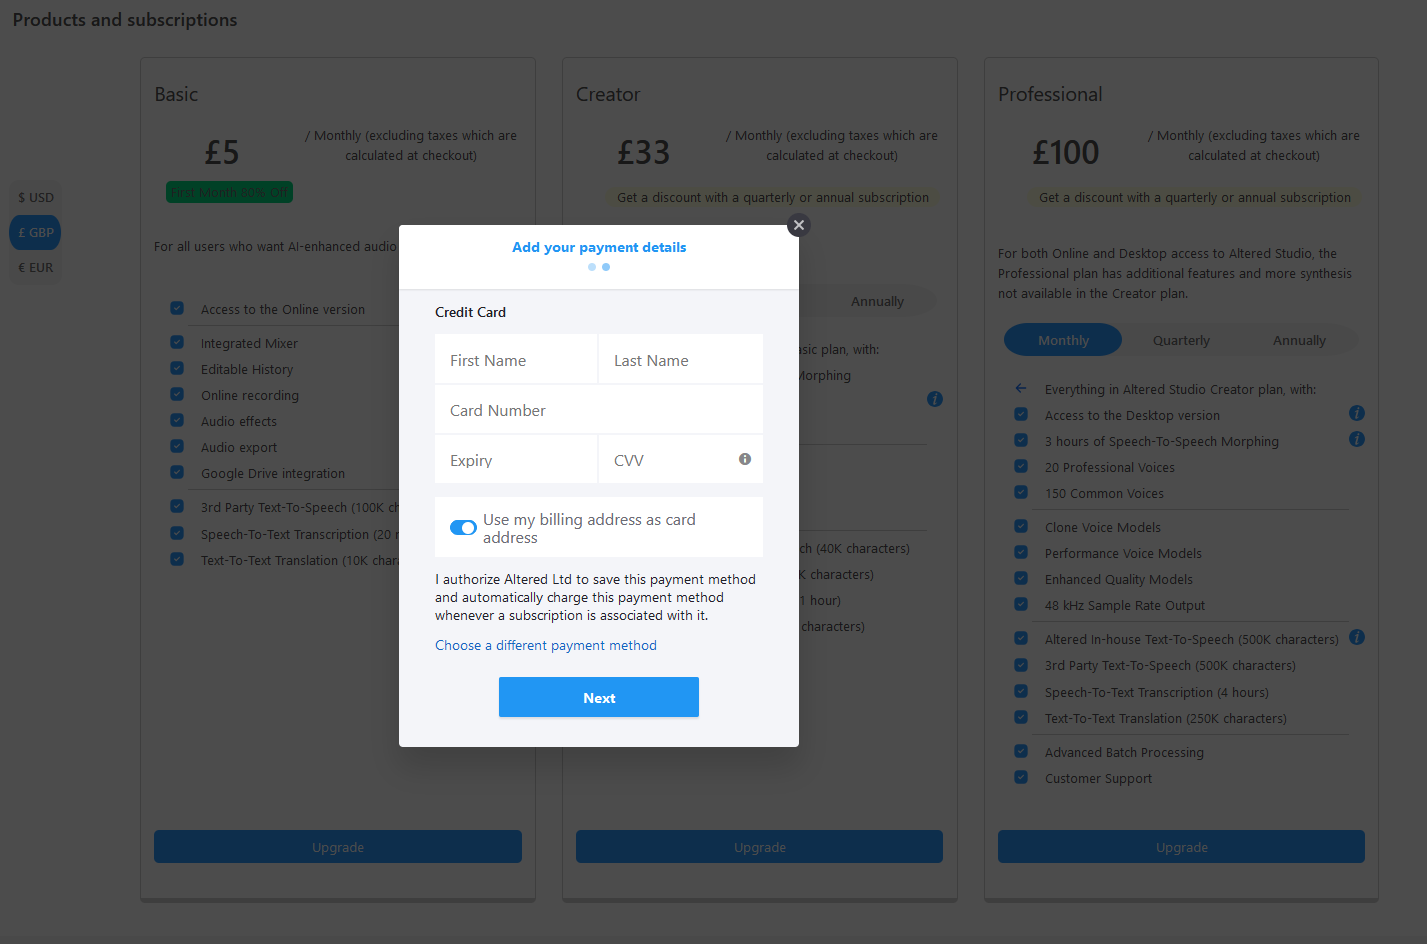 Products and subscriptions
$ USD
£ GBP
€ EUR
Basic
£5
/ Monthly (excluding taxes which are
calculated at checkout)
First Month 80% Off
For all users who want AI-enhanced audio
Access to the Online version
Integrated Mixer
Editable History
Online recording
Audio effects
Audio export
Google Drive integration
3rd Party Text-To-Speech (100K ch
Speech-To-Text Transcription (20
Text-To-Text Translation (10K char
Upgrade
Creator
£33
/ Monthly (excluding taxes which are
calculated at checkout)
Get a discount with a quarterly or annual subscription
Annually
asic plan, with:
Morphing
ch (40K characters)
K characters)
1 hour)
characters)
Upgrade
Professional
£100
/ Monthly (excluding taxes which are
calculated at checkout)
Get a discount with a quarterly or annual subscription
For both Online and Desktop access to Altered Studio, the
Professional plan has additional features and more synthesis
not available in the Creator plan.
Monthly
Quarterly
Annually
Everything in Altered Studio Creator plan, with:
Access to the Desktop version
3 hours of Speech-To-Speech Morphing
20 Professional Voices
150 Common Voices
Clone Voice Models
Performance Voice Models
Enhanced Quality Models
48 kHz Sample Rate Output
Altered In-house Text-To-Speech (500K characters)
3rd Party Text-To-Speech (500K characters)
Speech-To-Text Transcription (4 hours)
Text-To-Text Translation (250K characters)
Advanced Batch Processing
Customer Support
Upgrade
Add your payment details
Credit Card
First Name
Last Name
Card Number
Expiry
CVV
Use my billing address as card
address
I authorize Altered Ltd to save this payment method
and automatically charge this payment method
whenever a subscription is associated with it.
Choose a different payment method
Next